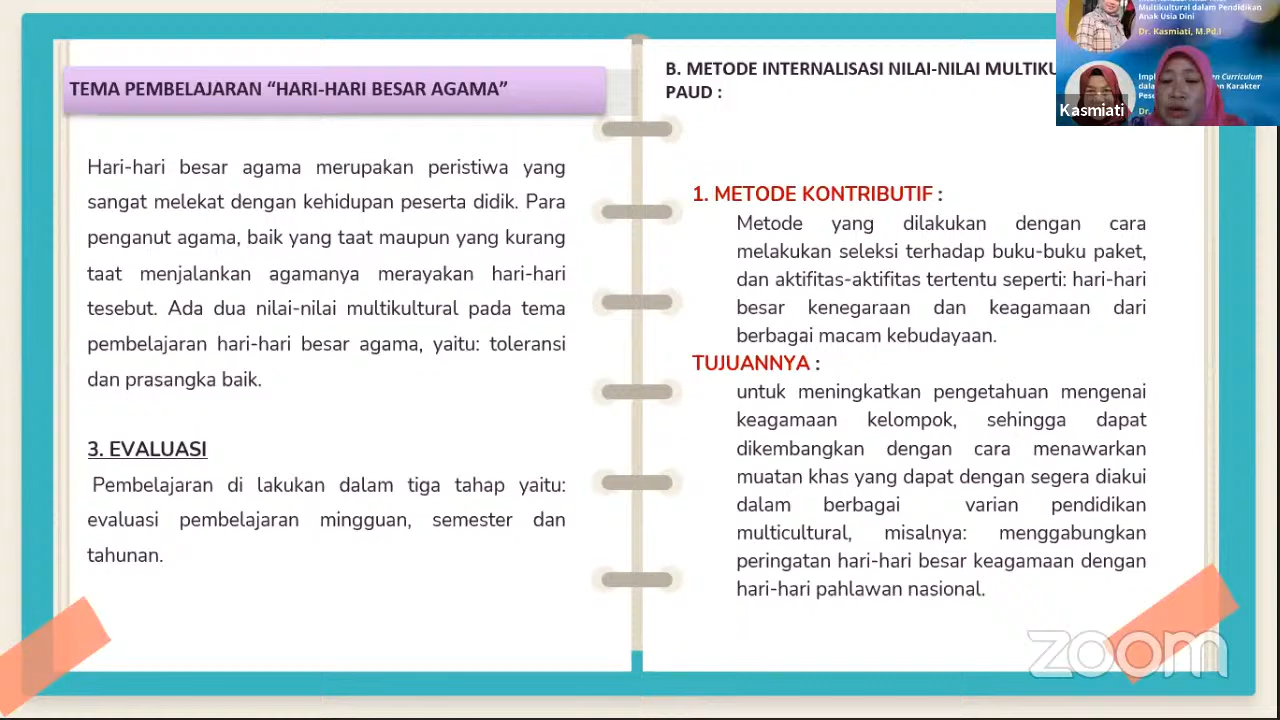 TEMA PEMBELAJARAN “HARI-HARI BESAR AGAMA”
Hari-hari besar agama merupakan peristiwa yang
sangat melekat dengan kehidupan peserta didik. Para
penganut agama, baik yang taat maupun yang kurang
taat menjalankan agamanya merayakan hari-hari
tesebut. Ada dua nilai-nilai multikultural pada tema
pembelajaran hari-hari besar agama, yaitu: toleransi
dan prasangka baik.
3. EVALUASI
Pembelajaran di lakukan dalam tiga tahap yaitu:
evaluasi pembelajaran mingguan, semester dan
tahunan.
B. METODE INTERNALISASI NILAI-NILAI
PAUD :
1. METODE KONTRIBUTIF :
Metode yang dilakukan dengan cara
melakukan seleksi terhadap buku-buku paket,
dan aktifitas-aktifitas tertentu seperti: hari-hari
besar kenegaraan dan keagamaan dari
berbagai macam kebudayaan.
TUJUANNYA :
untuk meningkatkan pengetahuan mengenai
keagamaan kelompok, sehingga dapat
dikembangkan dengan cara menawarkan
muatan khas yang dapat dengan segera diakui
dalam berbagai varian pendidikan
multicultural, misalnya: menggabungkan
peringatan hari-hari besar keagamaan dengan
hari-hari pahlawan nasional.
Multikultural dalam Pendidikan
Anak Usia Dini
Dr. Kasmiati, M.Pd.I
Curriculum
Karakter
Dr.
Kasmiati
zoom